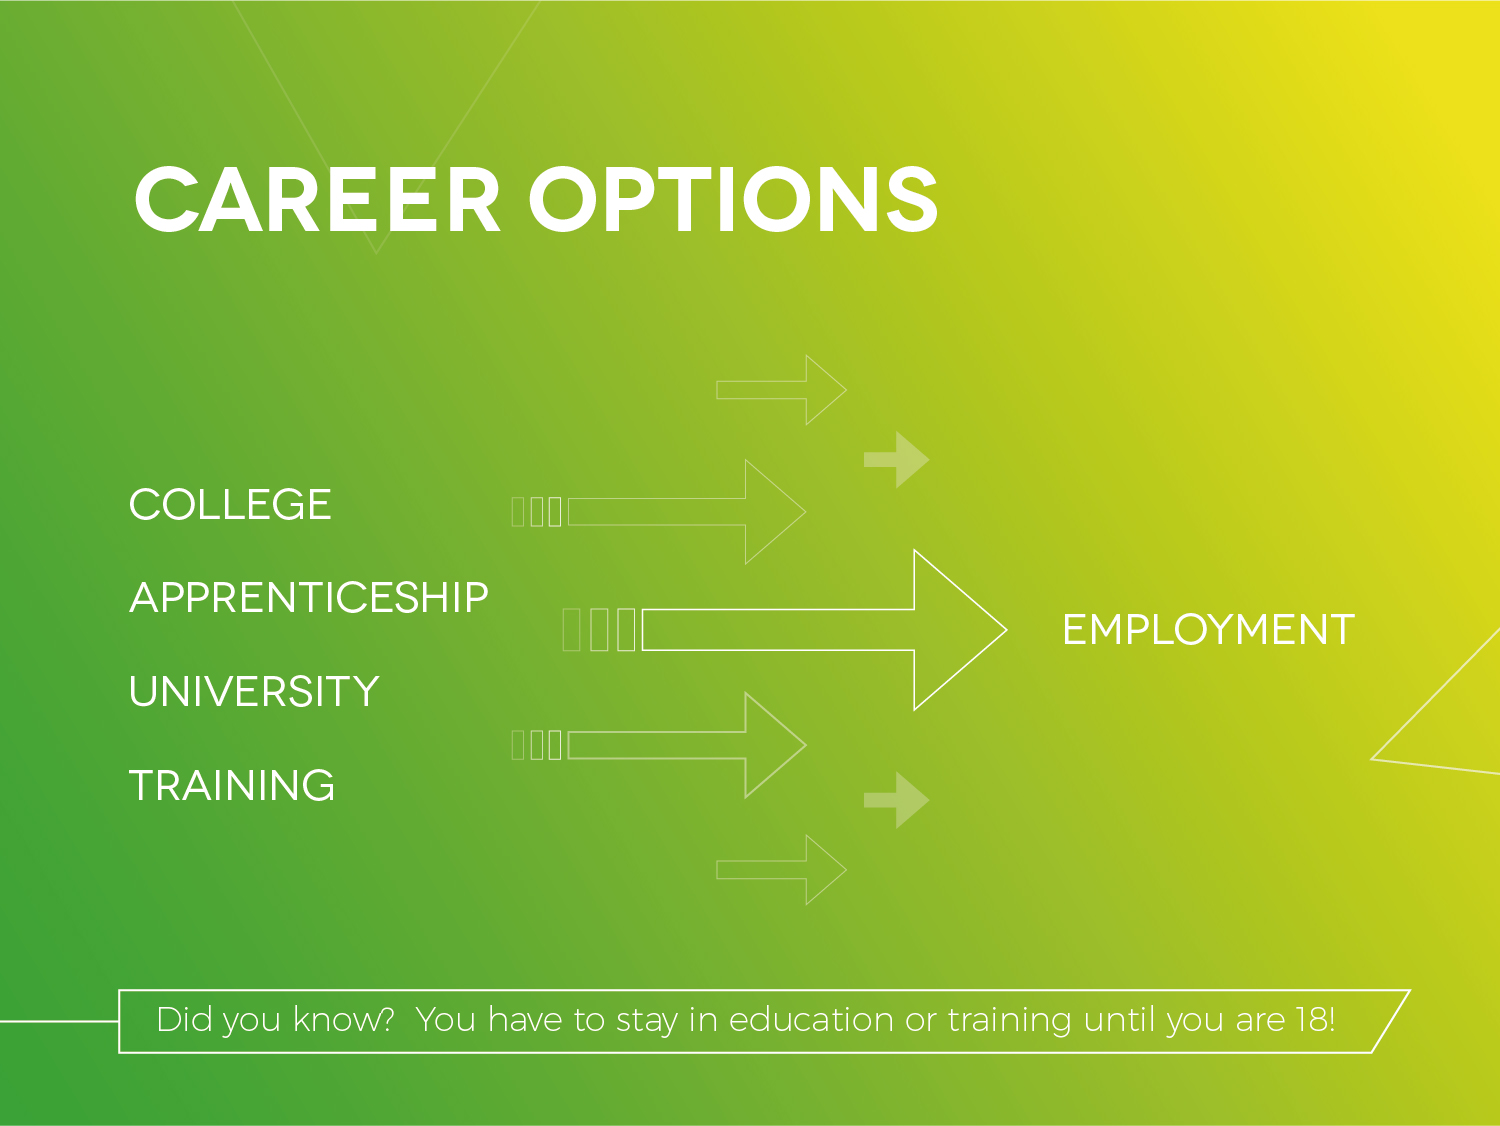 CAREER OPTIONS
COLLEGE
APPRENTICESHIP
UNIVERSITY
TRAINING
EMPLOYMENT
Did you know? You have to stay in education or training until you are 18!